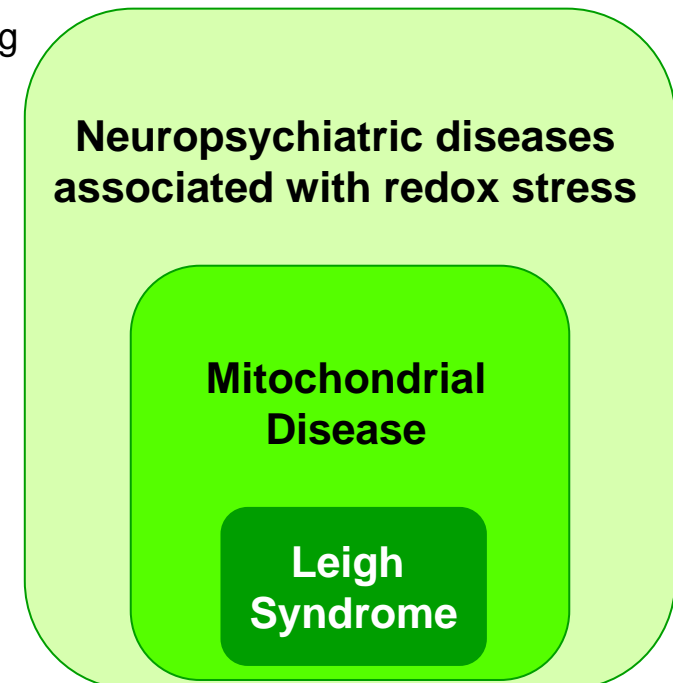 g
Neuropsychiatric diseases
associated with redox stress
Mitochondrial
Disease
Leigh
Syndrome